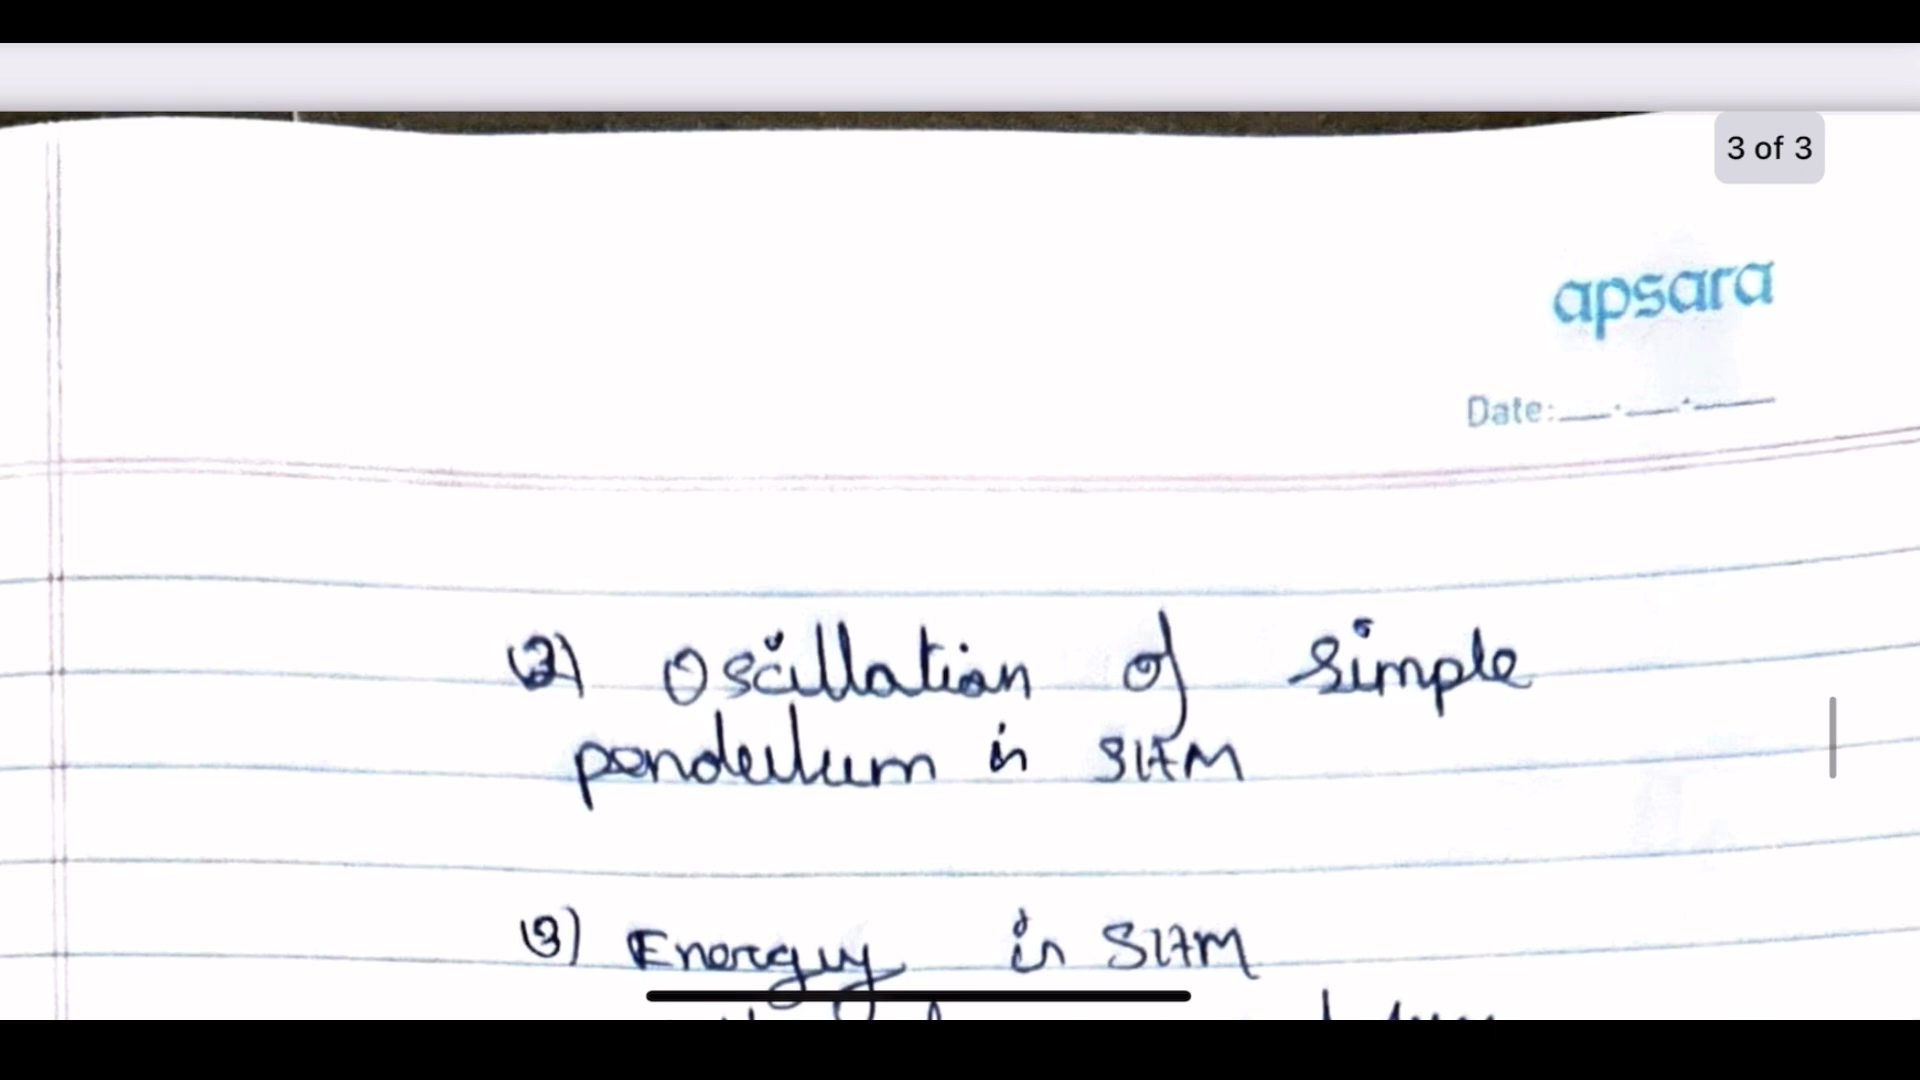 3 of 3
apsara
Date:
(2) Oscillation of simple
pendulum in SHM
(3) Energy in SHM